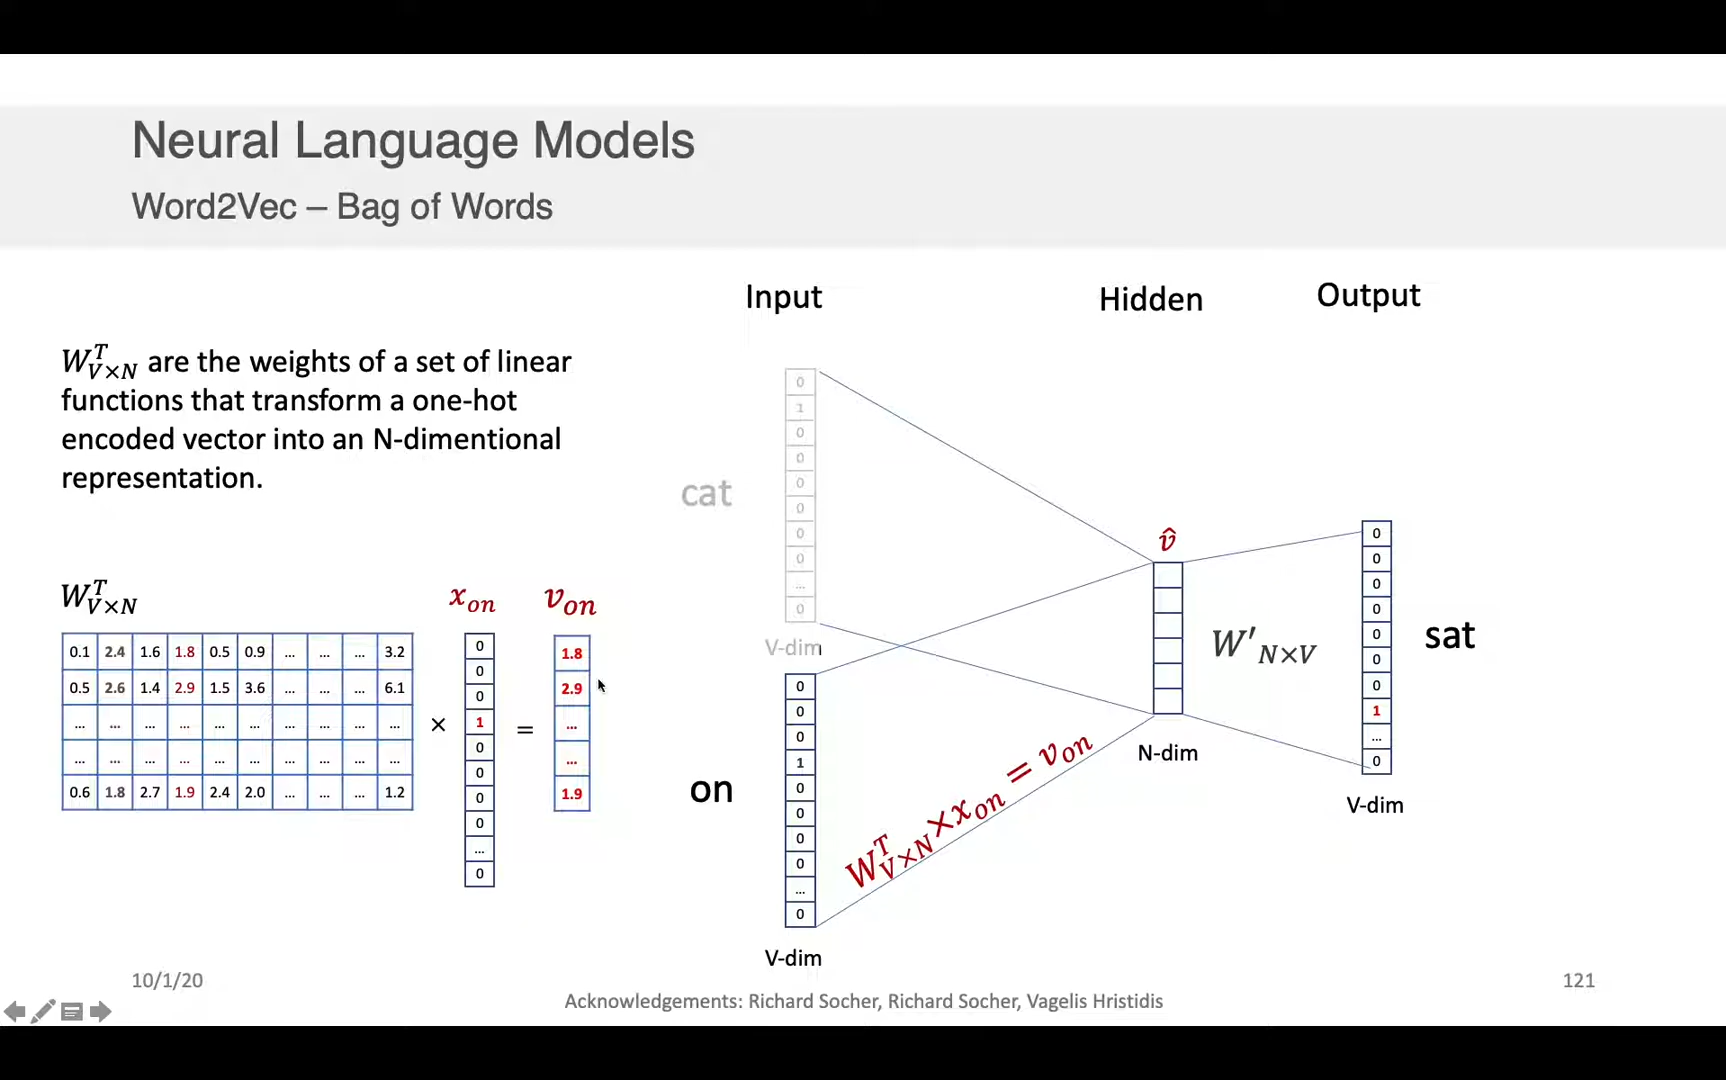 Neural Language Models
Word2Vec – Bag of Words
Input
Hidden
Output
W^T_{V×N} are the weights of a set of linear
functions that transform a one-hot
encoded vector into an N-dimentional
representation.
W^T_{V×N}
x_{on}
v_{on}
0.1 2.4 1.6 1.8 0.5 0.9 ... ... ... 3.2
0.5 2.6 1.4 2.9 1.5 3.6 ... ... ... 6.1
... ... ... ... ... ... ... ... ... ...
... ... ... ... ... ... ... ... ... ...
0.6 1.8 2.7 1.9 2.4 2.0 ... ... ... 1.2
×
0
0
0
1
0
0
0
0
...
0
=
1.8
2.9
...
...
1.9
cat
0
1
0
0
0
0
0
0
...
0
V-dim
on
0
0
0
1
0
0
0
0
...
0
V-dim
W^T_{V×N}×x_{on} = v_{on}
v̂
N-dim
W′_{N×V}
0
0
0
0
0
0
0
1
...
0
V-dim
sat
10/1/20
Acknowledgements: Richard Socher, Richard Socher, Vagelis Hristidis
121